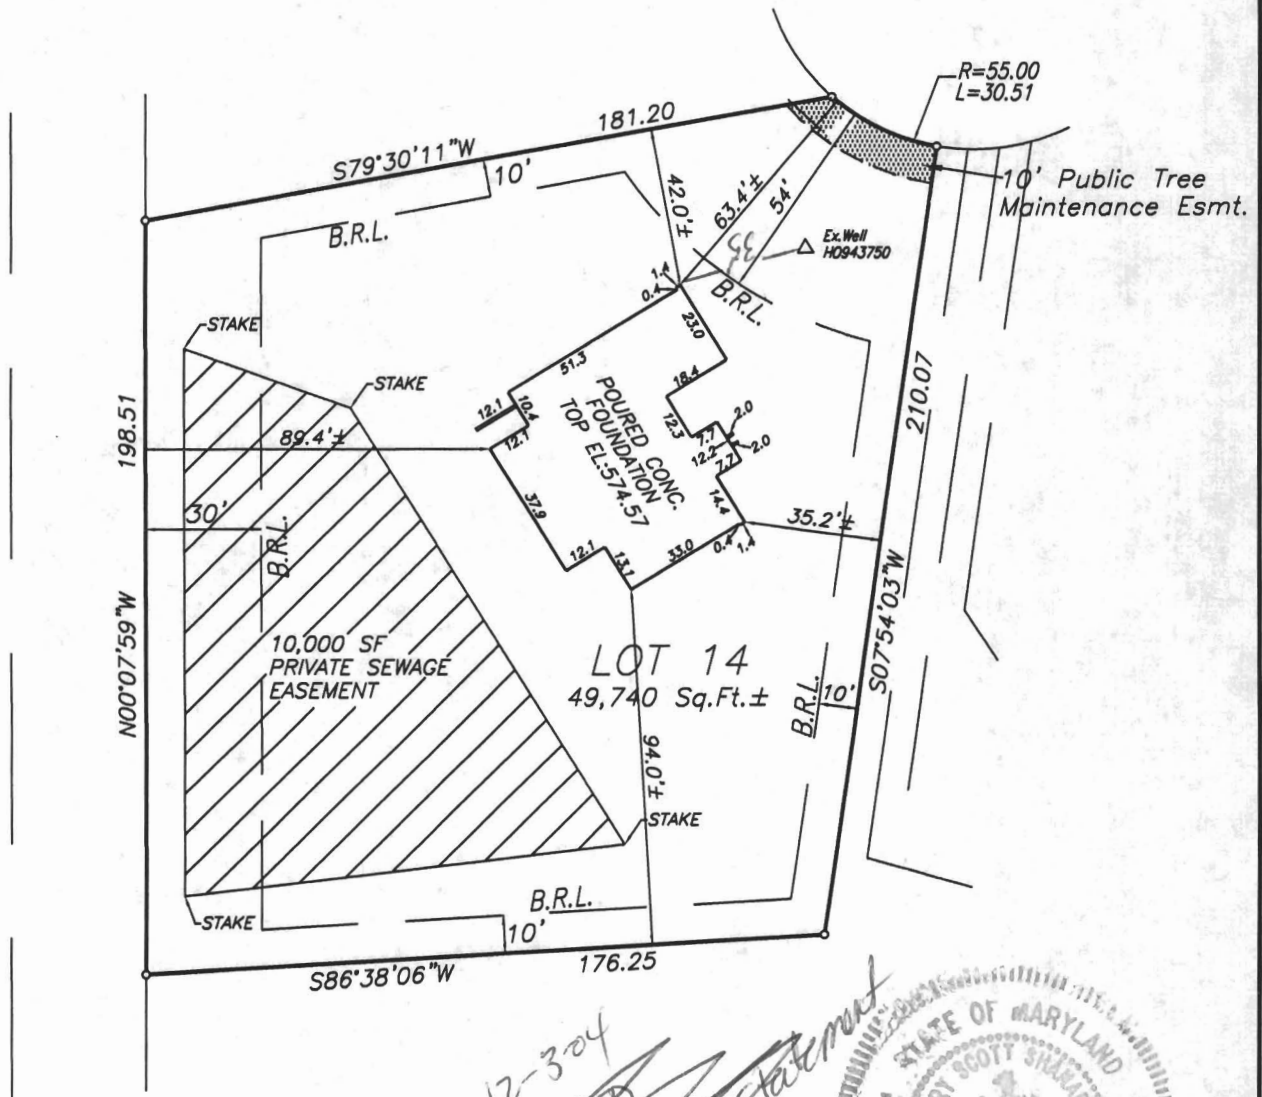 R=55.00
L=30.51
181.20
S79°30'11"W
10'
10' Public Tree
Maintenance Esmt.
42.0'±
63.4'±
54'
35'
Ex.Well
HO943750
B.R.L.
B.R.L.
1.4
0.4
23.0
STAKE
STAKE
51.3
18.4
12.1
10.4
12.1
12.3
7.7
2.0
12.2
2.0
7.7
14.4
POURED CONC.
FOUNDATION
TOP EL:574.57
210.07
198.51
89.4'±
30'
B.R.L.
37.9
12.1
13.1
33.0
0.4
1.4
35.2'±
S07°54'03"W
N00°07'59"W
10,000 SF
PRIVATE SEWAGE
EASEMENT
LOT 14
49,740 Sq.Ft.±
B.R.L.
10'
94.0'±
STAKE
STAKE
B.R.L.
10'
S86°38'06"W
176.25
12-3-04
statement
STATE OF MARYLAND
SCOTT